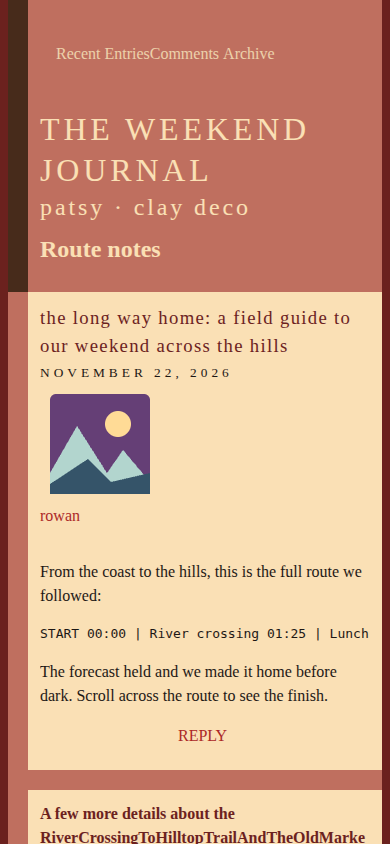 Recent EntriesComments Archive
THE WEEKEND
JOURNAL
patsy · clay deco
Route notes
the long way home: a field guide to
our weekend across the hills
NOVEMBER 22, 2026
rowan
From the coast to the hills, this is the full route we
followed:
START 00:00 | River crossing 01:25 | Lunch
The forecast held and we made it home before
dark. Scroll across the route to see the finish.
REPLY
A few more details about the
RiverCrossingToHilltopTrailAndTheOldMarke